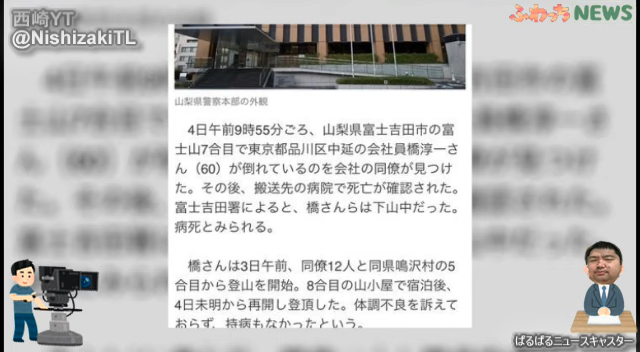 西崎YT
@NishizakiTL
ふわっちNEWS
山梨県警察本部の外観
4日午前9時55分ごろ、山梨県富士吉田市の富
士山7合目で東京都品川区中延の会社員橋淳一さ
ん（60）が倒れているのを会社の同僚が見つけ
た。その後、搬送先の病院で死亡が確認された。
富士吉田署によると、橋さんらは下山中だった。
病死とみられる。
橋さんは3日午前、同僚12人と同県鳴沢村の5
合目から登山を開始。8合目の山小屋で宿泊後、
4日未明から再開し登頂した。体調不良を訴えて
おらず、持病もなかったという。
ぱるぱるニュースキャスター